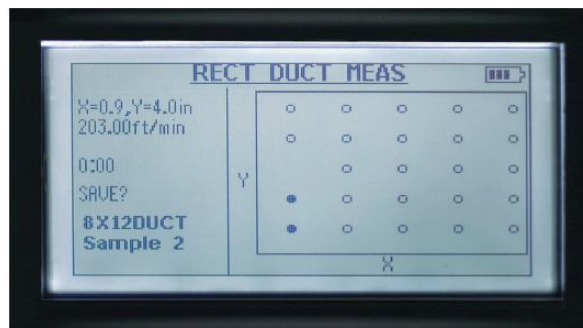 RECT DUCT MEAS
X=0.9,Y=4.0in
203.00ft/min
0:00
SAVE?
8X12DUCT
Sample 2
Y
X